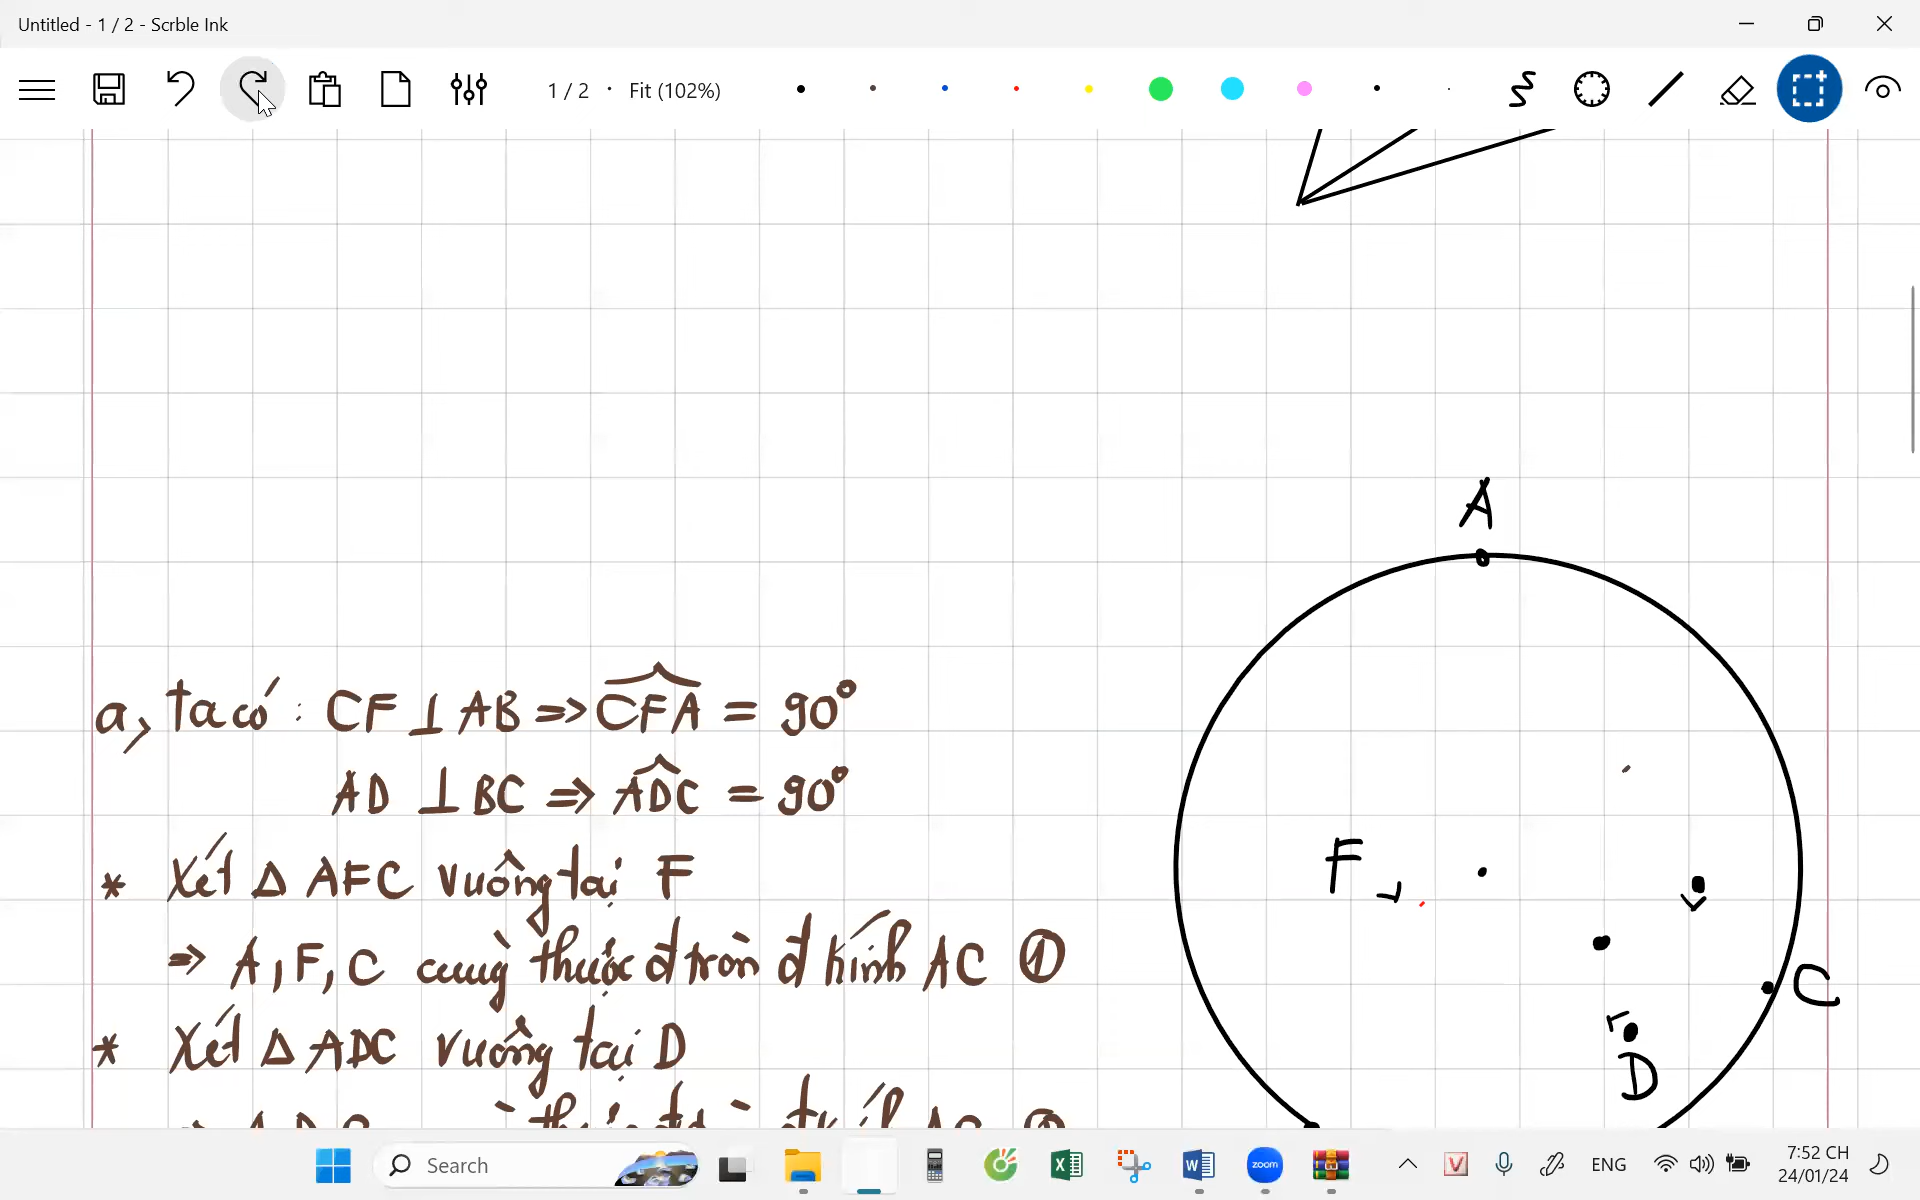 Untitled - 1 / 2 - Scrble Ink
1 / 2 · Fit (102%)
A
a, Ta có : CF ⊥ AB => CFA = 90°
AD ⊥ BC => ADC = 90°
* Xét Δ AFC vuông tại F
F
=> A, F, C cùng thuộc đ tròn đ kính AC ①
C
* Xét Δ ADC vuông tại D
D
Search
zoom
ENG
7:52 CH
24/01/24